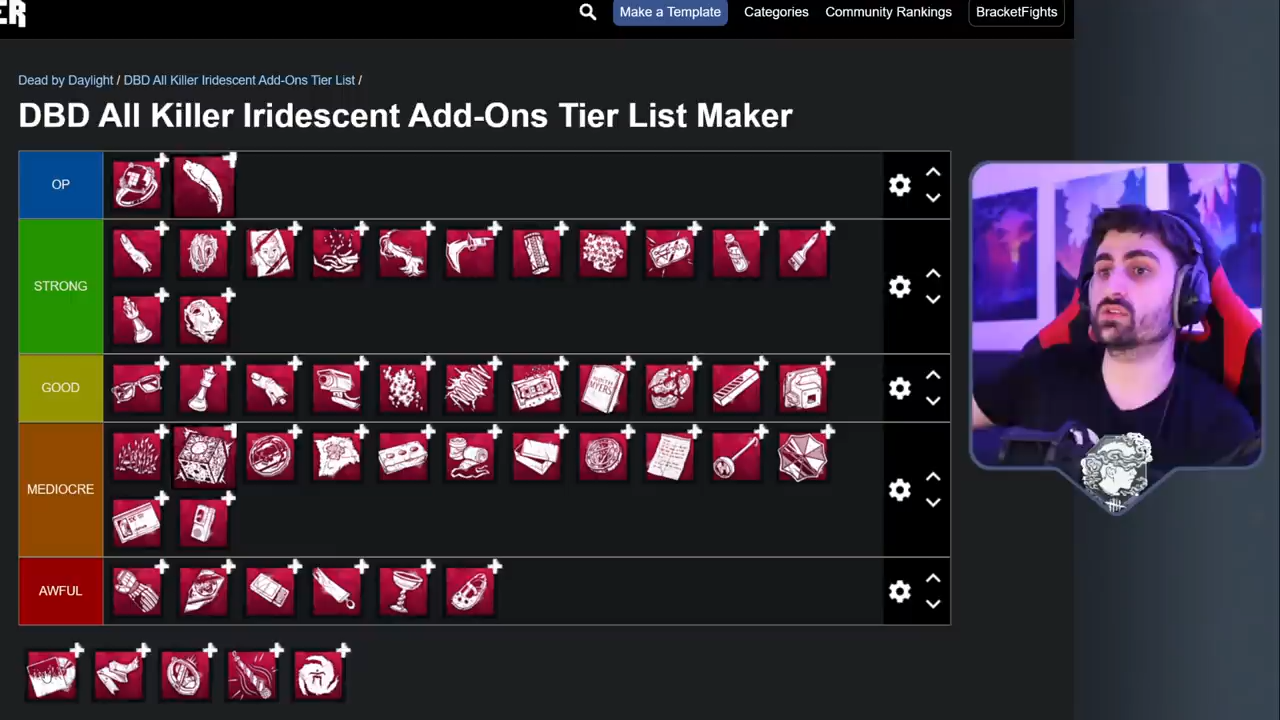 ER
Make a Template
Categories
Community Rankings
BracketFights
Dead by Daylight / DBD All Killer Iridescent Add-Ons Tier List /
DBD All Killer Iridescent Add-Ons Tier List Maker
OP
STRONG
GOOD
MEDIOCRE
AWFUL